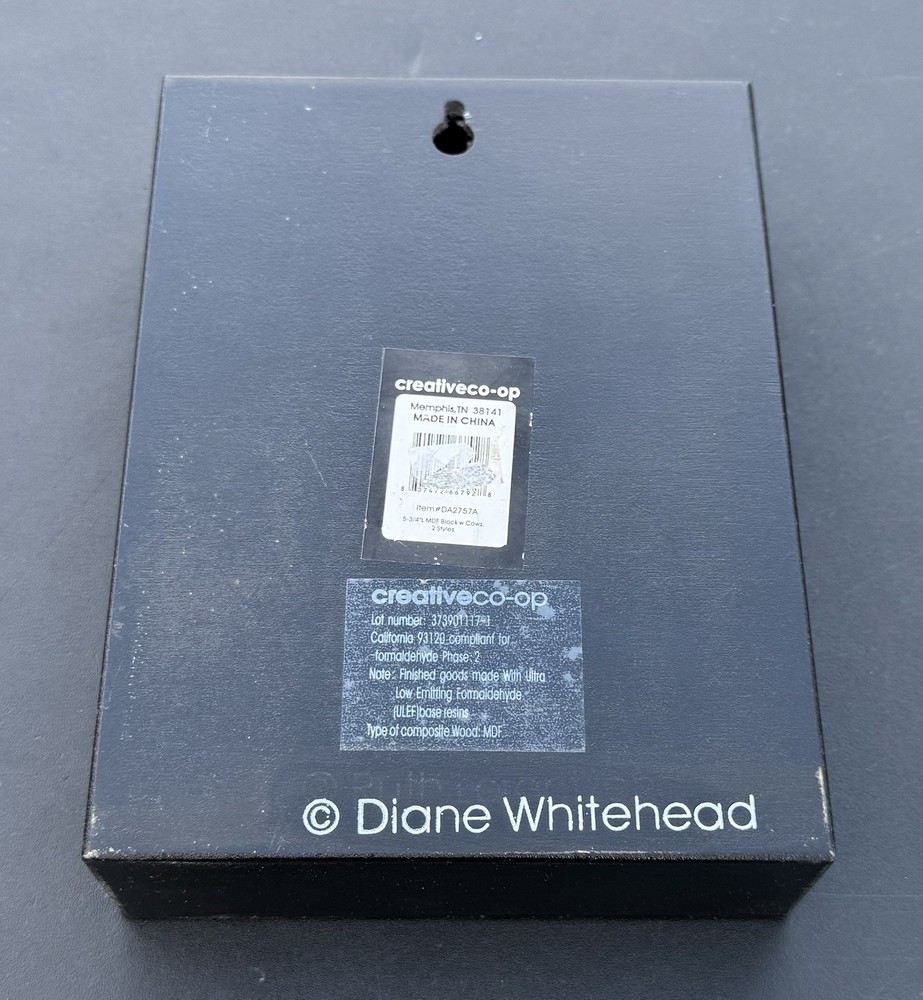 creativeco-op
Memphis,TN 38141
MADE IN CHINA
Item#DA2757A
5-3/4"L MDF Block w Cows,
2 Styles
creativeco-op
Lot number: 373901117-1
California 93120 compliant for
formaldehyde Phase: 2
Note: Finished goods made With Ultra
Low Emitting Formaldehyde
(ULEF)base resins
Type of composite Wood: MDF
© Diane Whitehead